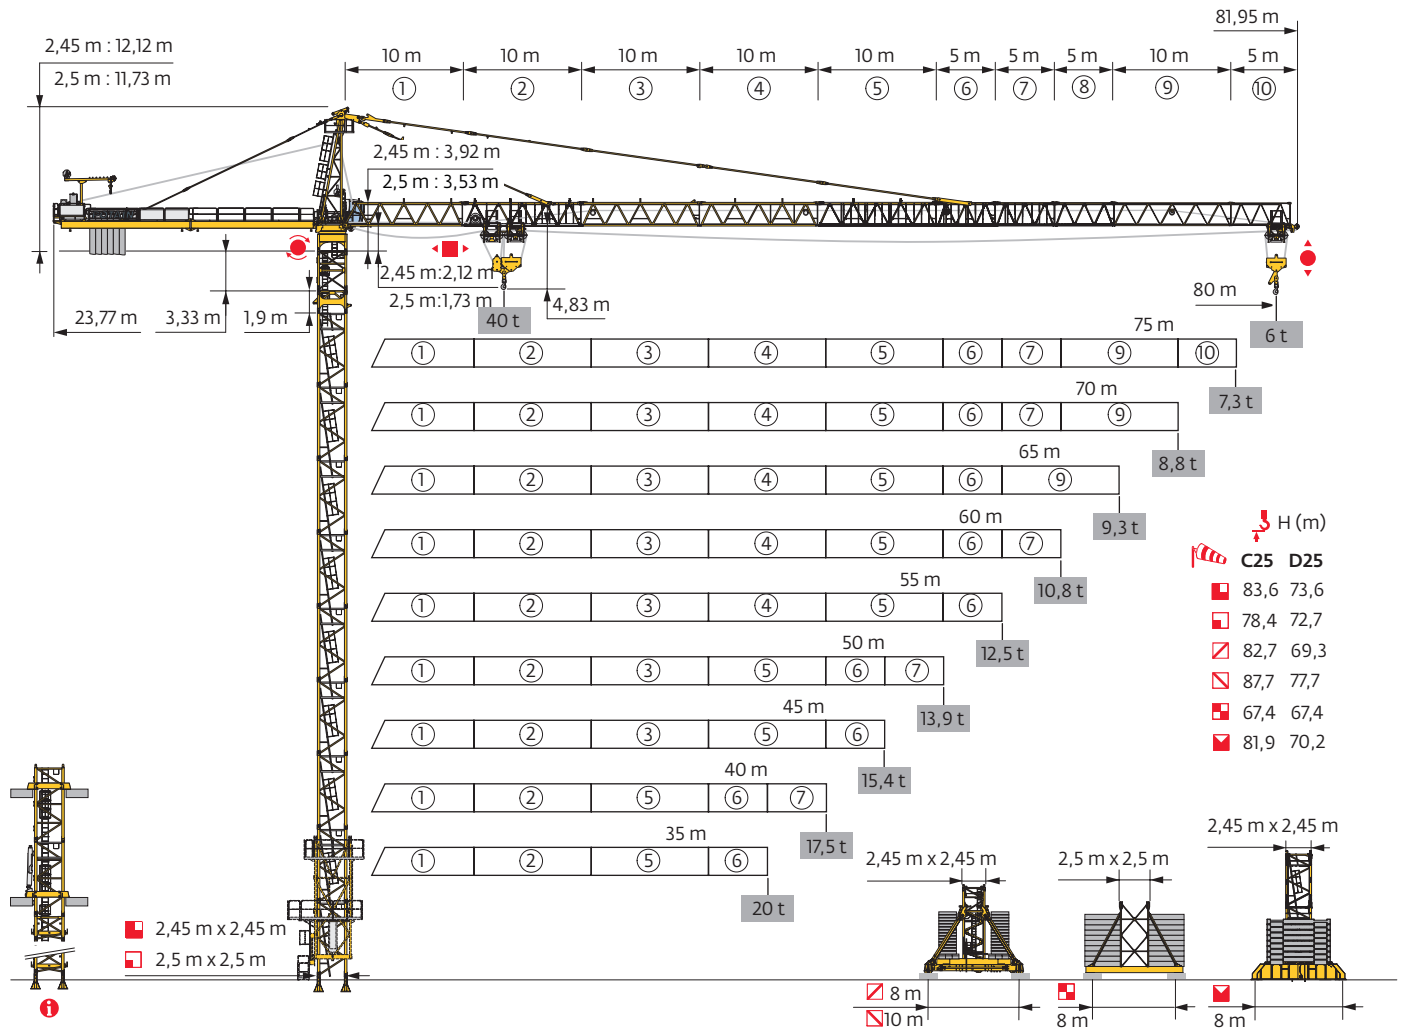 81,95 m
2,45 m : 12,12 m
2,5 m : 11,73 m
10 m 10 m 10 m 10 m 10 m 5 m 5 m 5 m 10 m 5 m
1 2 3 4 5 6 7 8 9 10
2,45 m : 3,92 m
2,5 m : 3,53 m
2,45 m:2,12 m
2,5 m:1,73 m
4,83 m
80 m
23,77 m 3,33 m 1,9 m
40 t
6 t
75 m
1 2 3 4 5 6 7 9 10
7,3 t
70 m
1 2 3 4 5 6 7 9
8,8 t
65 m
1 2 3 4 5 6 9
9,3 t
60 m
1 2 3 4 5 6 7
10,8 t
55 m
1 2 3 4 5 6
12,5 t
50 m
1 2 3 5 6 7
13,9 t
45 m
1 2 3 5 6
15,4 t
40 m
1 2 5 6 7
17,5 t
35 m
1 2 5 6
20 t
H (m)
C25 D25
83,6 73,6
78,4 72,7
82,7 69,3
87,7 77,7
67,4 67,4
81,9 70,2
2,45 m x 2,45 m
2,5 m x 2,5 m
i
2,45 m x 2,45 m
8 m
10 m
2,5 m x 2,5 m
8 m
2,45 m x 2,45 m
8 m